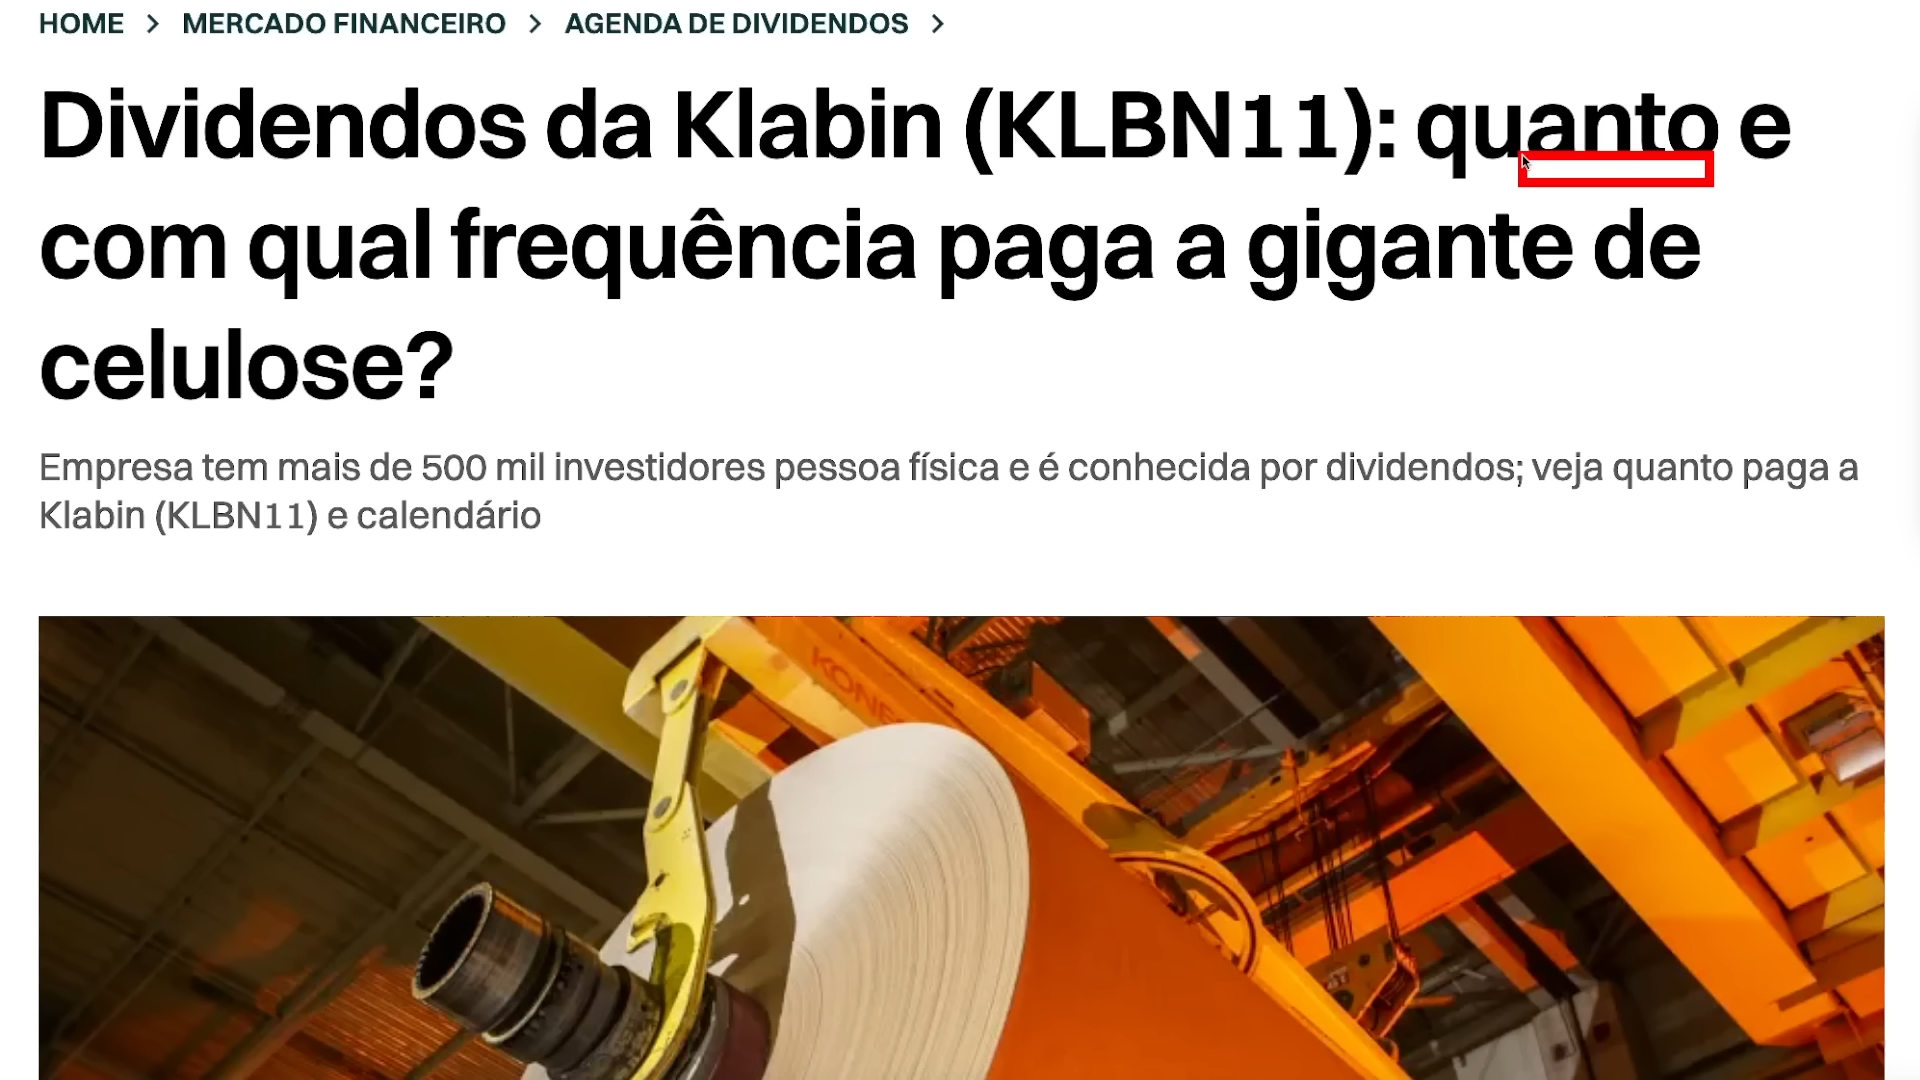 HOME > MERCADO FINANCEIRO > AGENDA DE DIVIDENDOS >
Dividendos da Klabin (KLBN11): quanto e
com qual frequência paga a gigante de
celulose?
Empresa tem mais de 500 mil investidores pessoa física e é conhecida por dividendos; veja quanto paga a
Klabin (KLBN11) e calendário